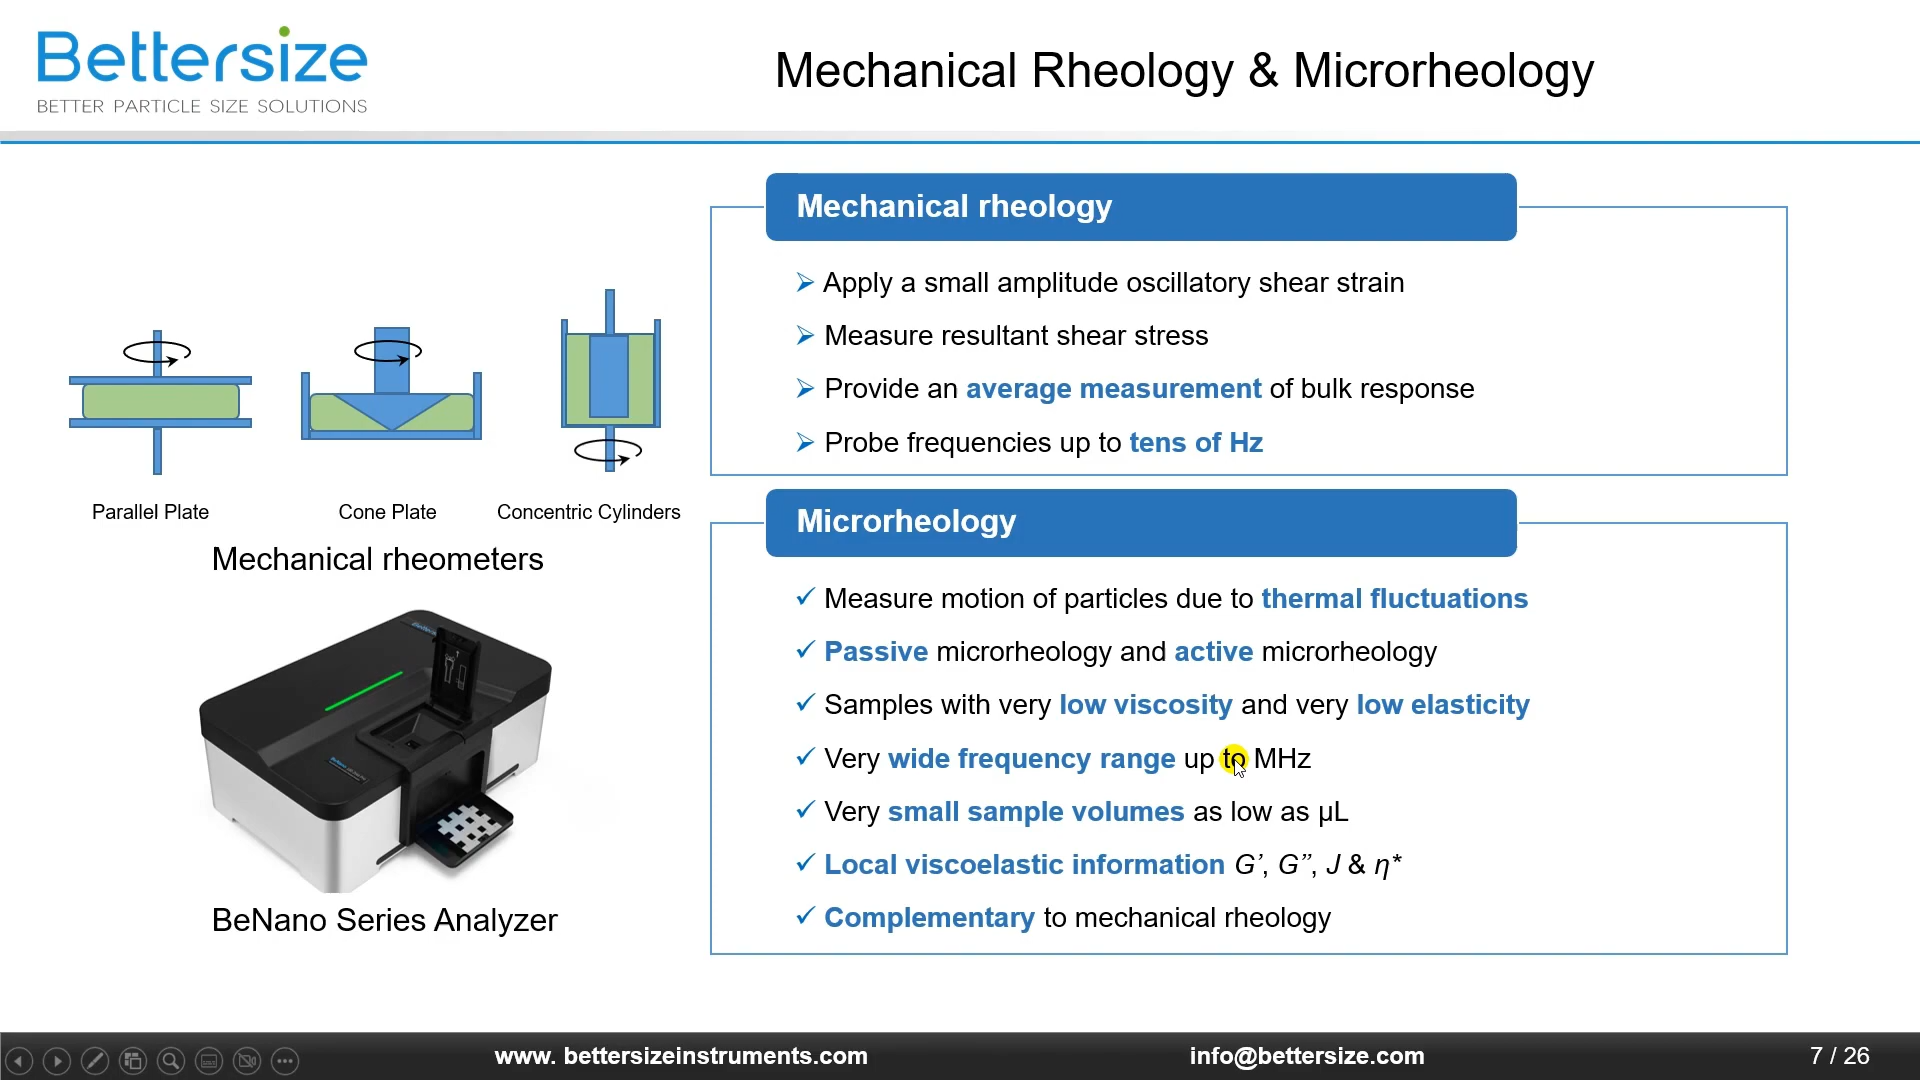 Bettersize
BETTER PARTICLE SIZE SOLUTIONS
Mechanical Rheology & Microrheology
Mechanical rheology
➢ Apply a small amplitude oscillatory shear strain
➢ Measure resultant shear stress
➢ Provide an average measurement of bulk response
➢ Probe frequencies up to tens of Hz
Parallel Plate
Cone Plate
Concentric Cylinders
Mechanical rheometers
BeNano Series Analyzer
Microrheology
✓ Measure motion of particles due to thermal fluctuations
✓ Passive microrheology and active microrheology
✓ Samples with very low viscosity and very low elasticity
✓ Very wide frequency range up to MHz
✓ Very small sample volumes as low as µL
✓ Local viscoelastic information G’, G’’, J & η*
✓ Complementary to mechanical rheology
www. bettersizeinstruments.com
info@bettersize.com
7 / 26